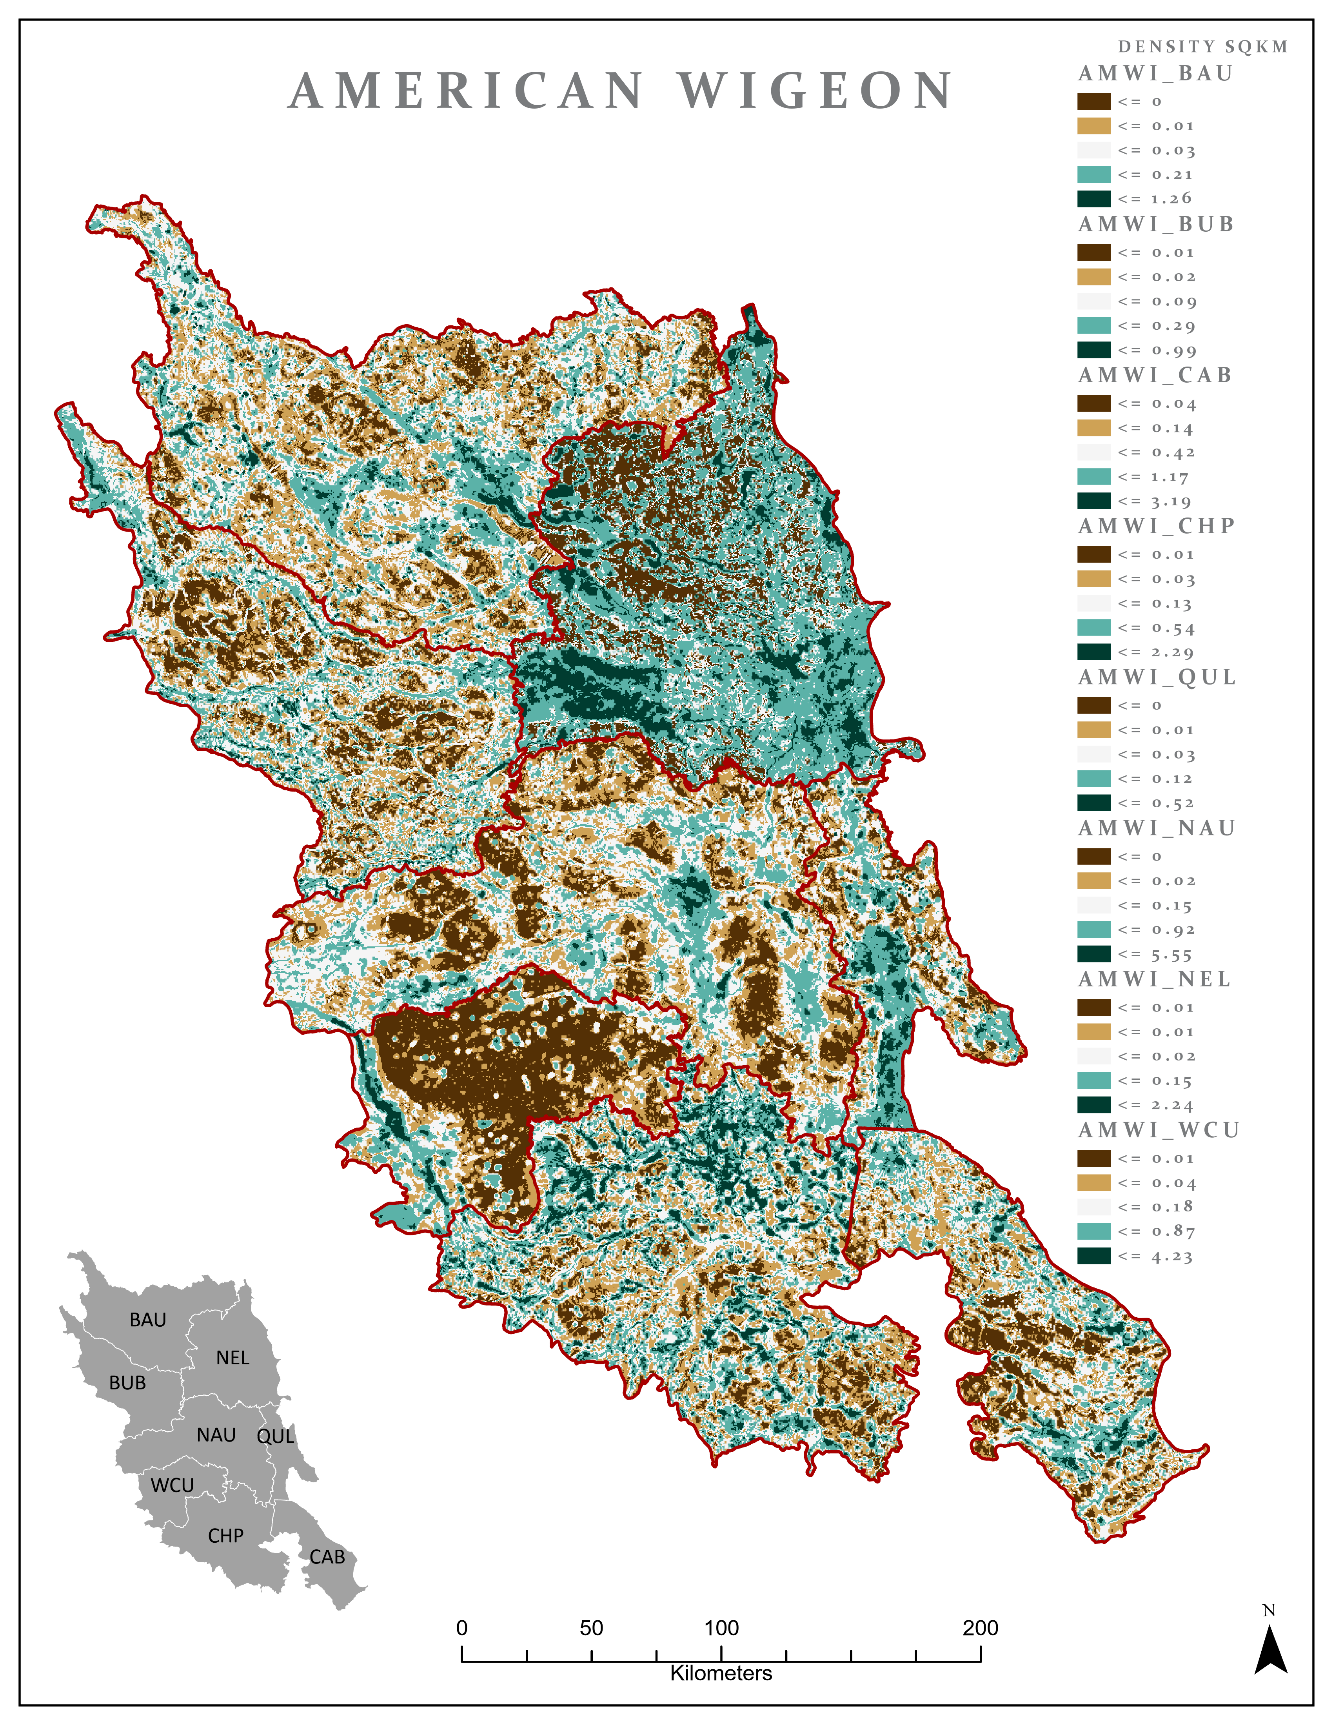 AMERICAN WIGEON
DENSITY SQKM
AMWI_BAU
<= 0
<= 0.01
<= 0.03
<= 0.21
<= 1.26
AMWI_BUB
<= 0.01
<= 0.02
<= 0.09
<= 0.29
<= 0.99
AMWI_CAB
<= 0.04
<= 0.14
<= 0.42
<= 1.17
<= 3.19
AMWI_CHP
<= 0.01
<= 0.03
<= 0.13
<= 0.54
<= 2.29
AMWI_QUL
<= 0
<= 0.01
<= 0.03
<= 0.12
<= 0.52
AMWI_NAU
<= 0
<= 0.02
<= 0.15
<= 0.92
<= 5.55
AMWI_NEL
<= 0.01
<= 0.01
<= 0.02
<= 0.15
<= 2.24
AMWI_WCU
<= 0.01
<= 0.04
<= 0.18
<= 0.87
<= 4.23
BAU
NEL
BUB
NAU
QUL
WCU
CHP
CAB
0 50 100 200
Kilometers
N